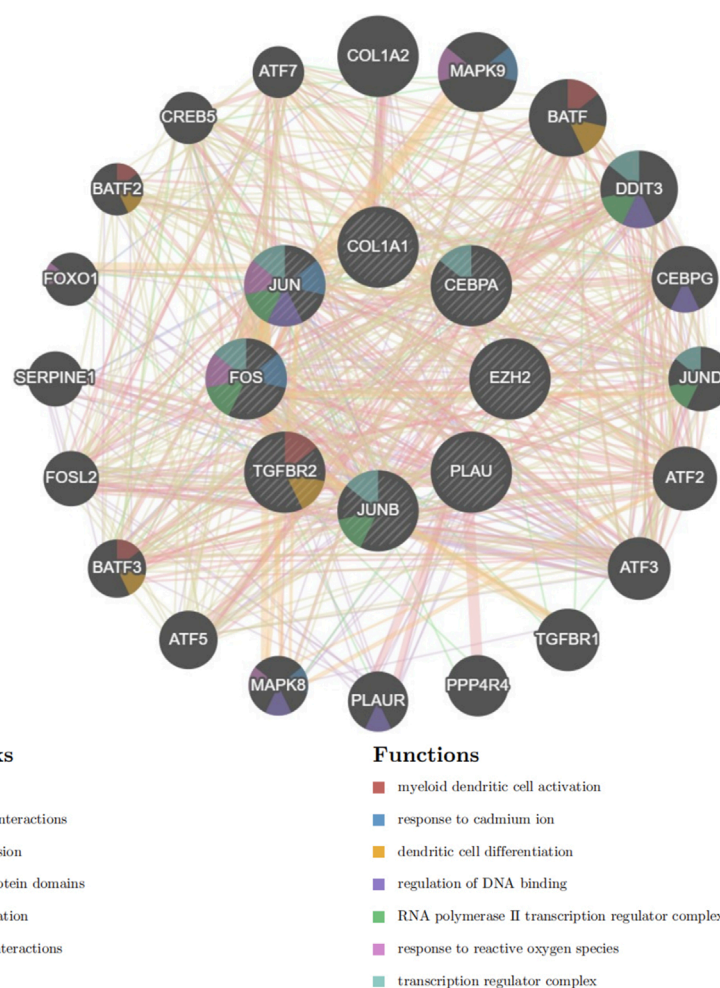 COL1A2
ATF7
MAPK9
CREB5
BATF
BATF2
DDIT3
COL1A1
FOXO1
JUN
CEBPA
CEBPG
SERPINE1
FOS
EZH2
JUND
TGFBR2
PLAU
FOSL2
JUNB
ATF2
BATF3
ATF3
ATF5
TGFBR1
MAPK8
PLAUR
PPP4R4
ks
Functions
myeloid dendritic cell activation
nteractions
response to cadmium ion
sion
dendritic cell differentiation
otein domains
regulation of DNA binding
ation
RNA polymerase II transcription regulator complex
teractions
response to reactive oxygen species
transcription regulator complex